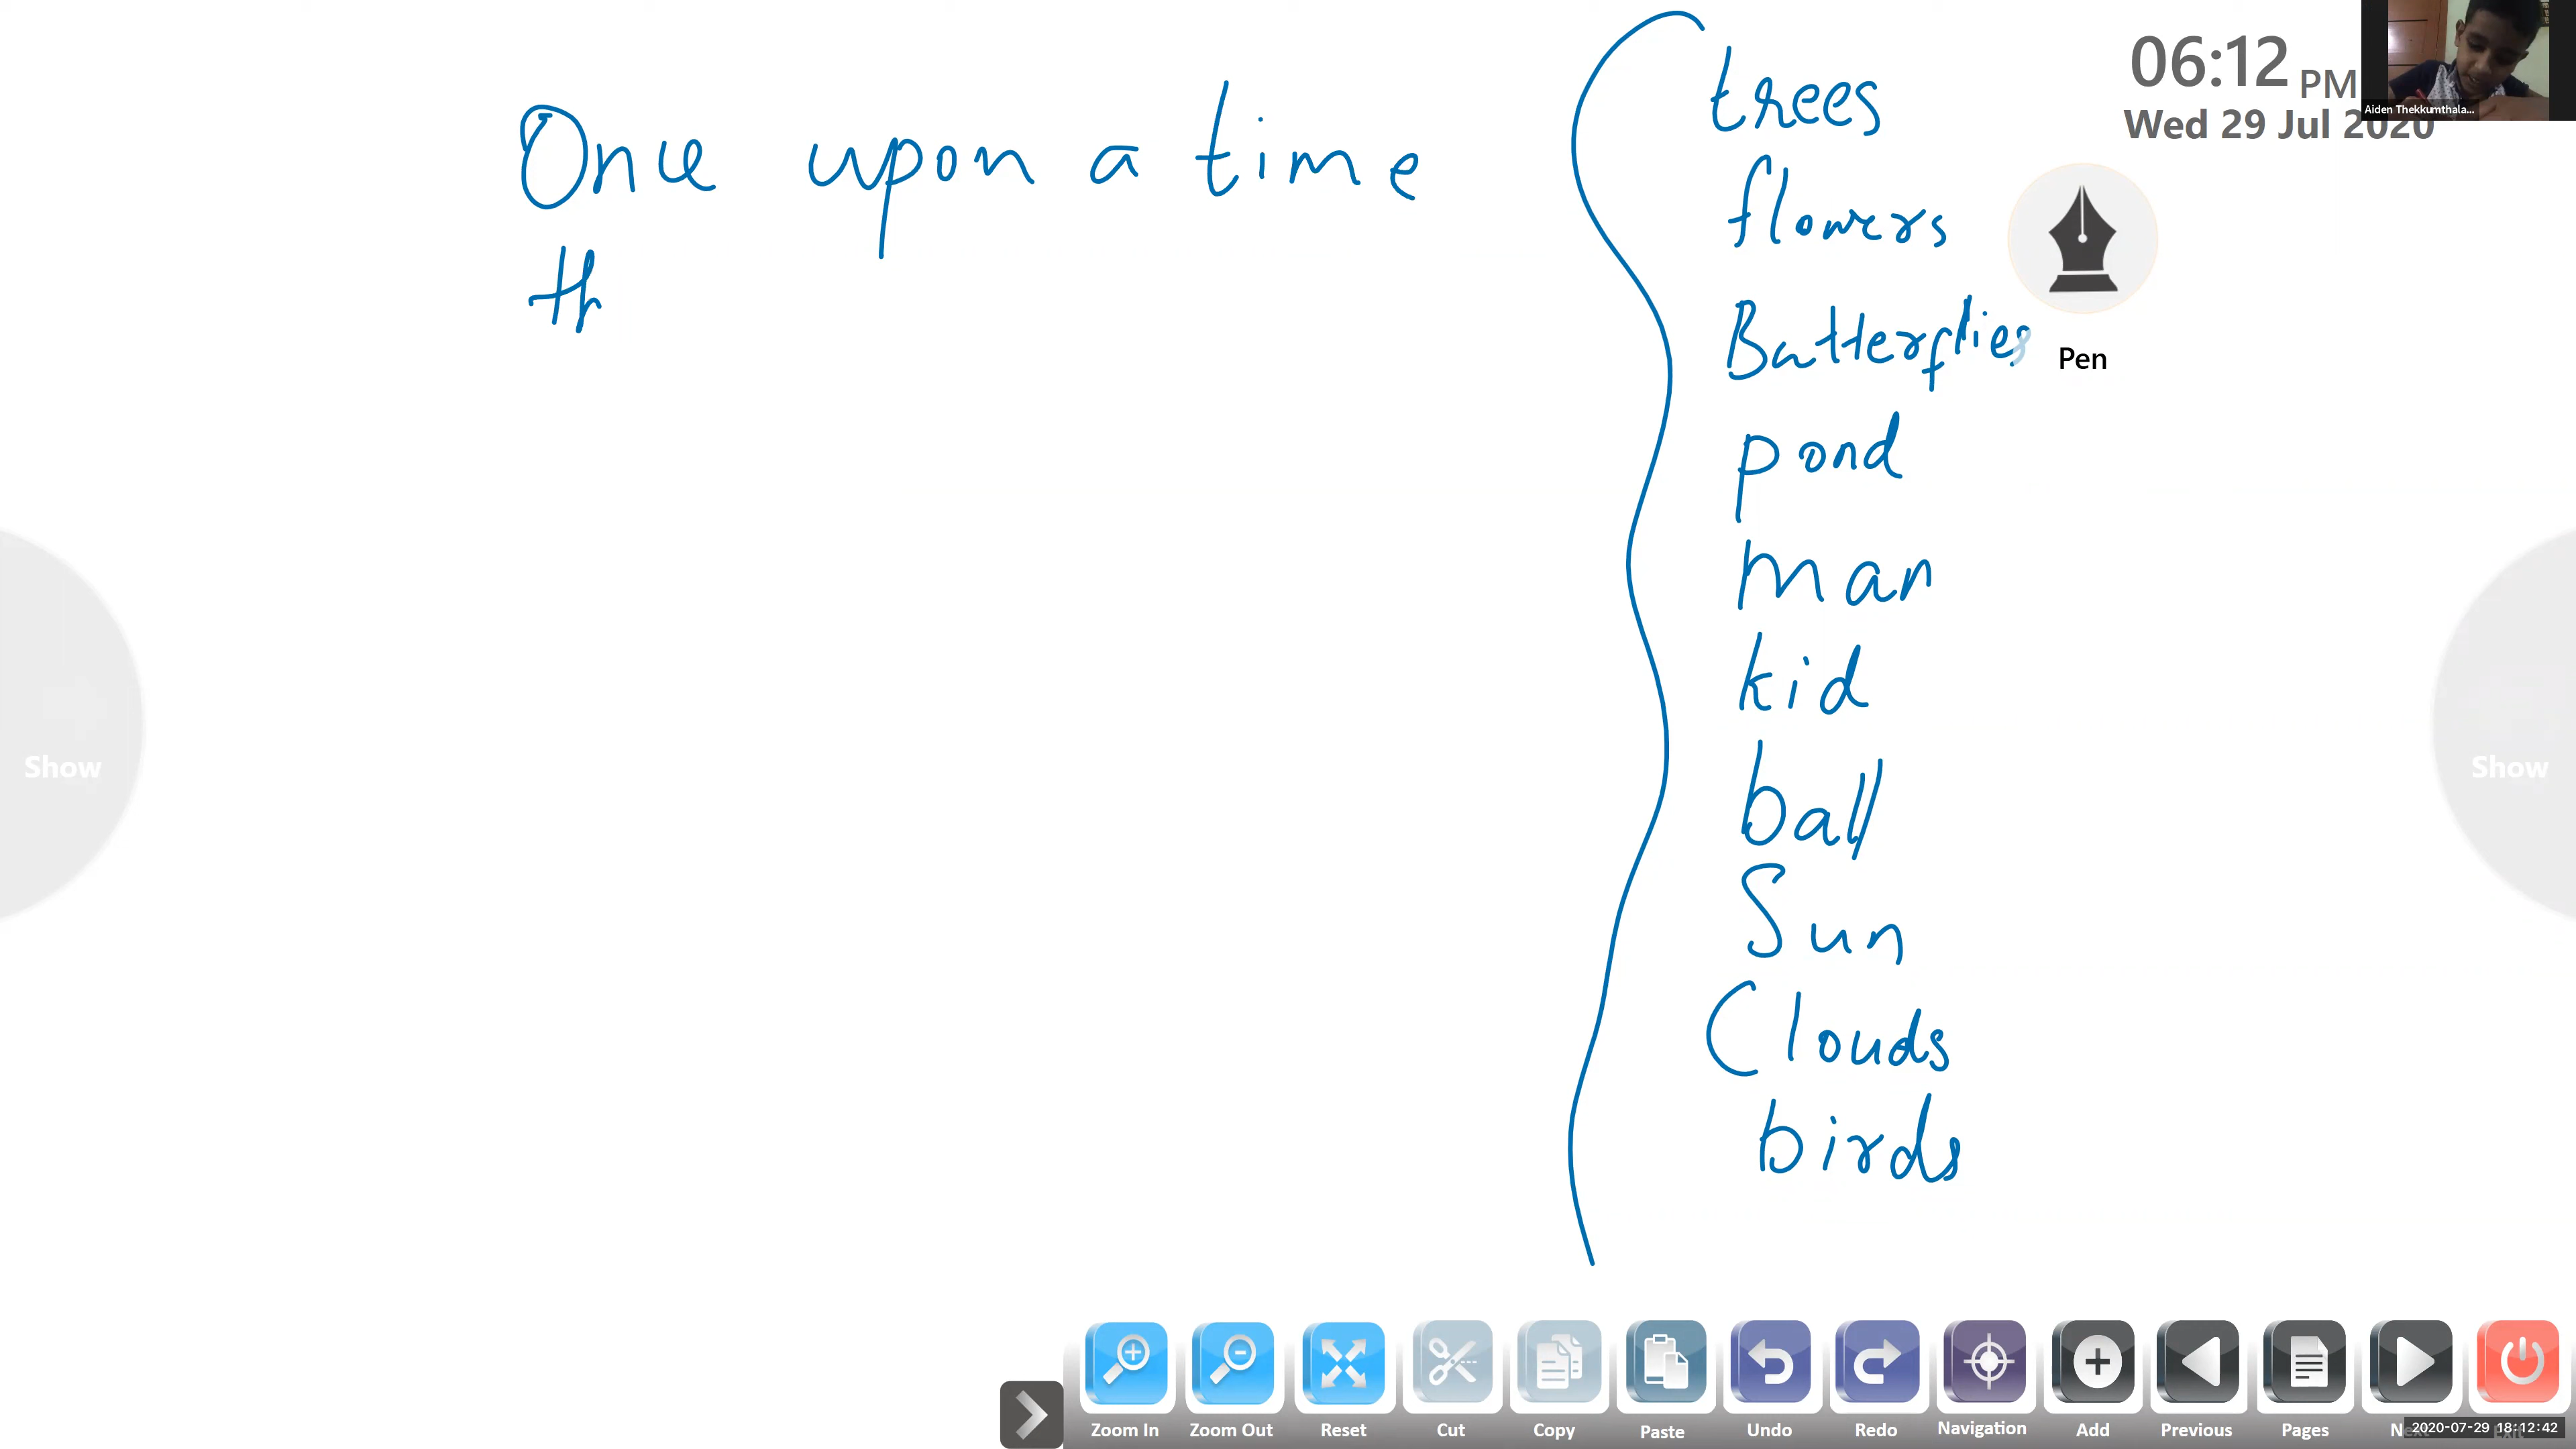 Once upon a time
th
trees
flowers
Butterflies
pond
man
kid
ball
Sun
Clouds
birds
06:12 PM
Wed 29 Jul 2020
Aiden Thekkumthala...
Pen
Show
Show
Zoom In
Zoom Out
Reset
Cut
Copy
Paste
Undo
Redo
Navigation
Add
Previous
Pages
2020-07-29 18:12:42